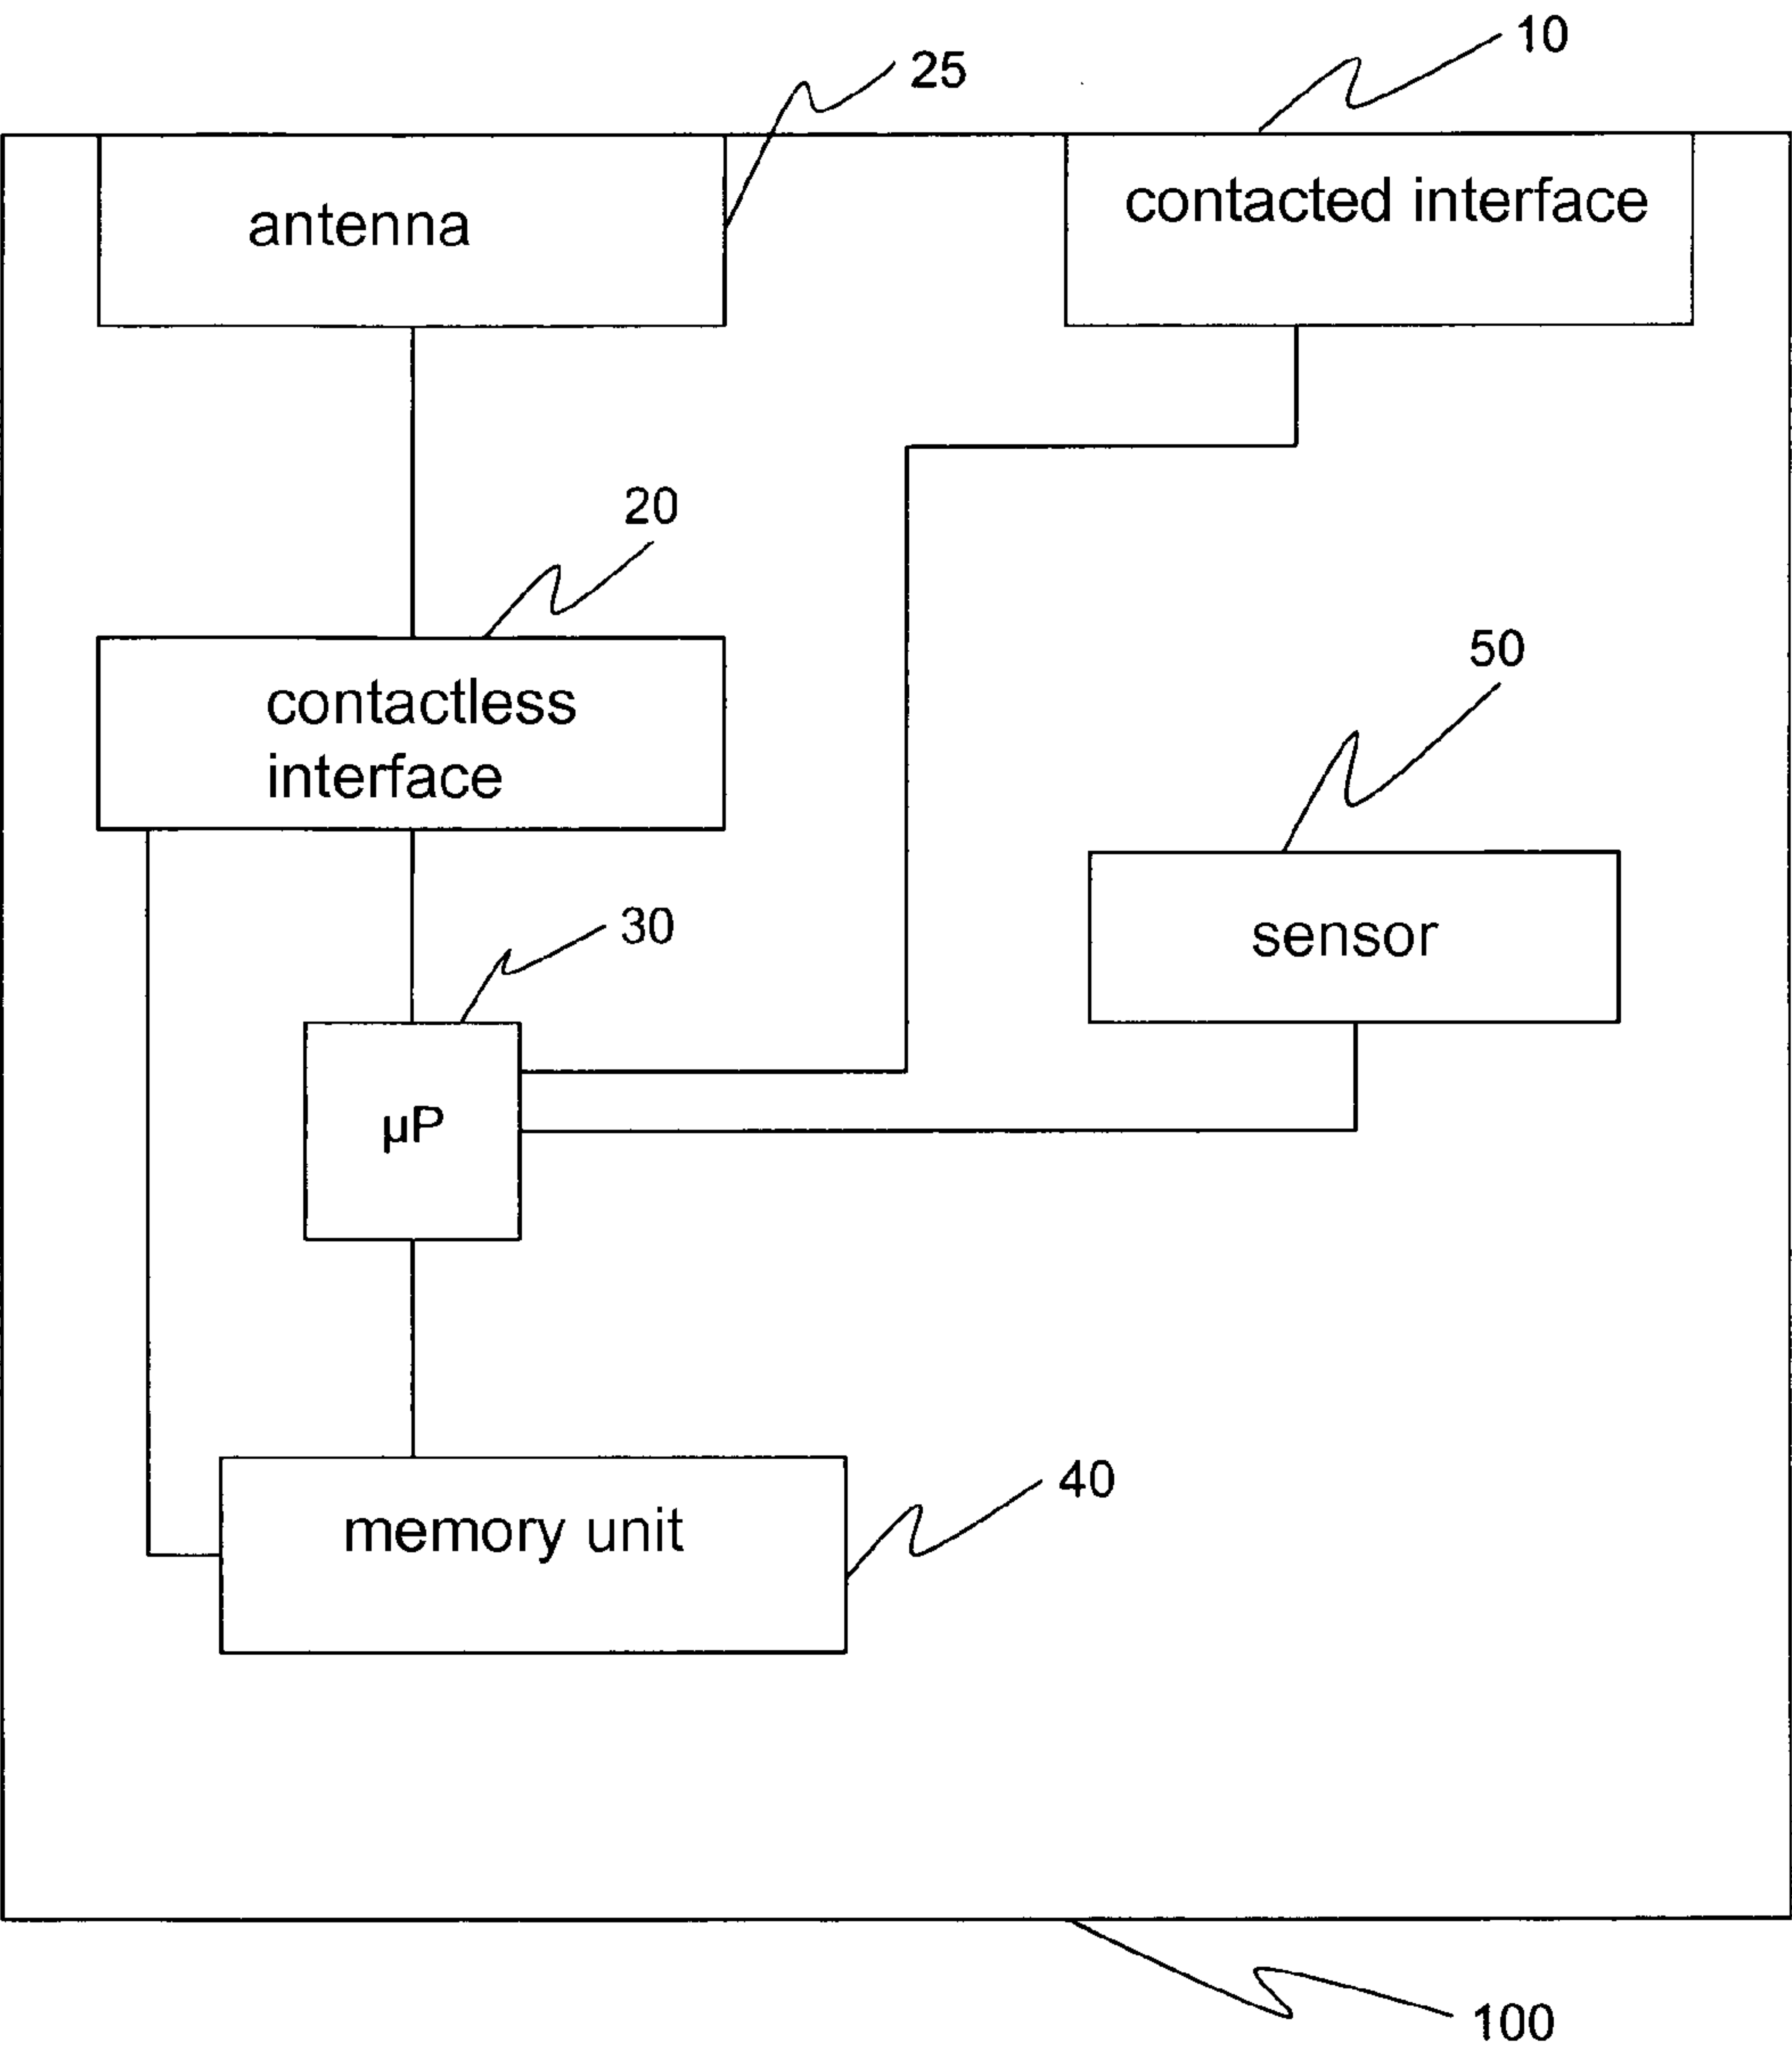 10
25
contacted interface
antenna
20
contactless
interface
50
30
sensor
µP
40
memory unit
100